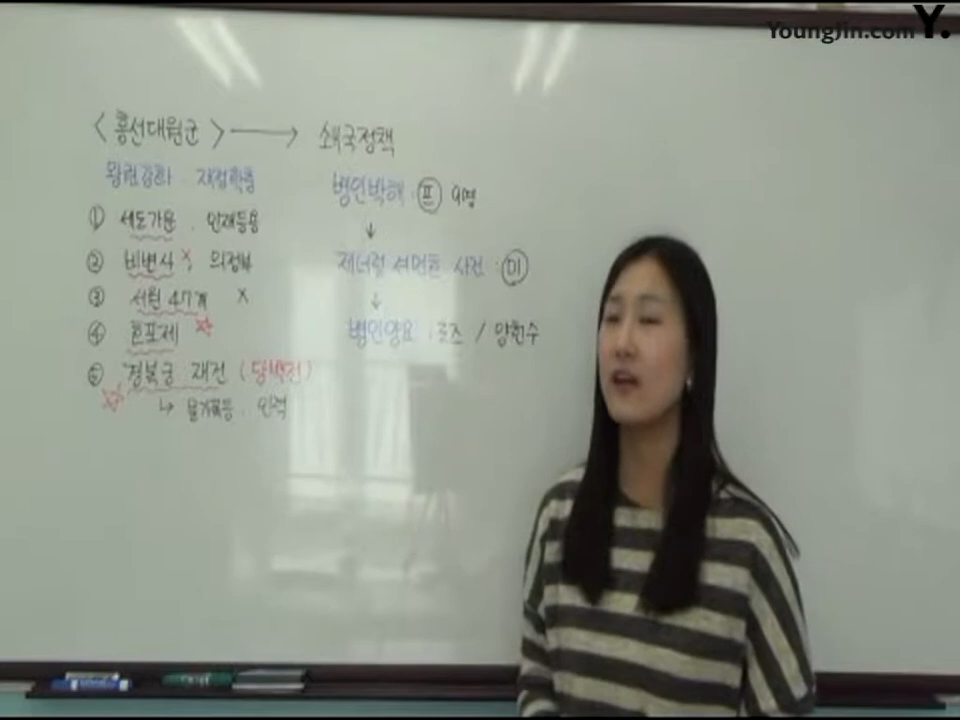 YoungJin.com Y.
<흥선대원군> → 쇄국정책
왕권강화 재정확충
① 세도가문 . 인재등용
② 비변사 x, 의정부
③ 서원 47개 x
④ 호포제 ☆
⑤ 경복궁 재건 (당백전)
☆ ↳ 물가폭등 . 인력
병인박해 : 프 9명
↓
제너럴 셔먼호 사건 : 미
↓
병인양요 : 로즈 / 양헌수